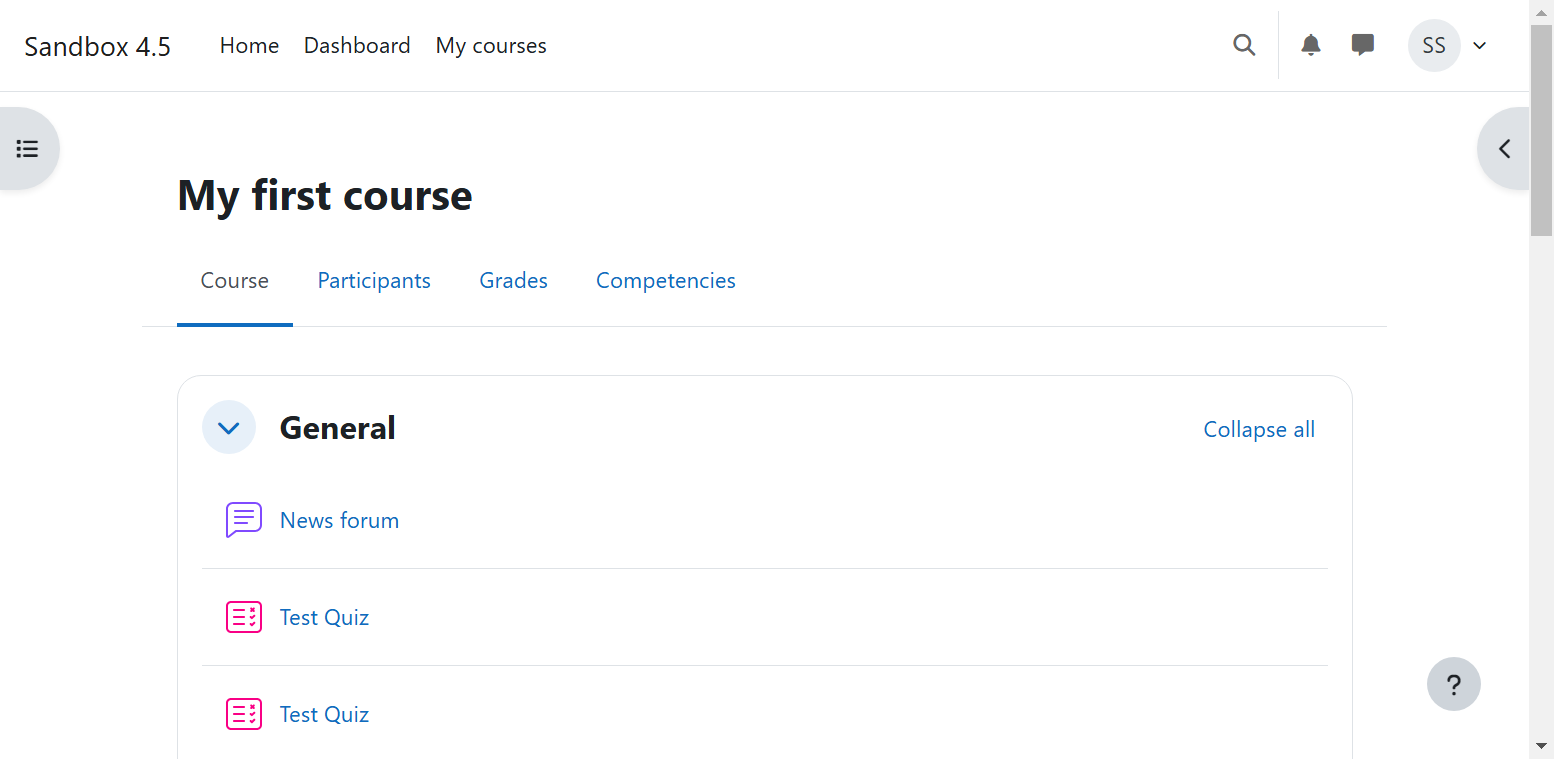 Sandbox 4.5 Home Dashboard My courses SS
My first course
Course Participants Grades Competencies
General Collapse all
News forum
Test Quiz
Test Quiz
?